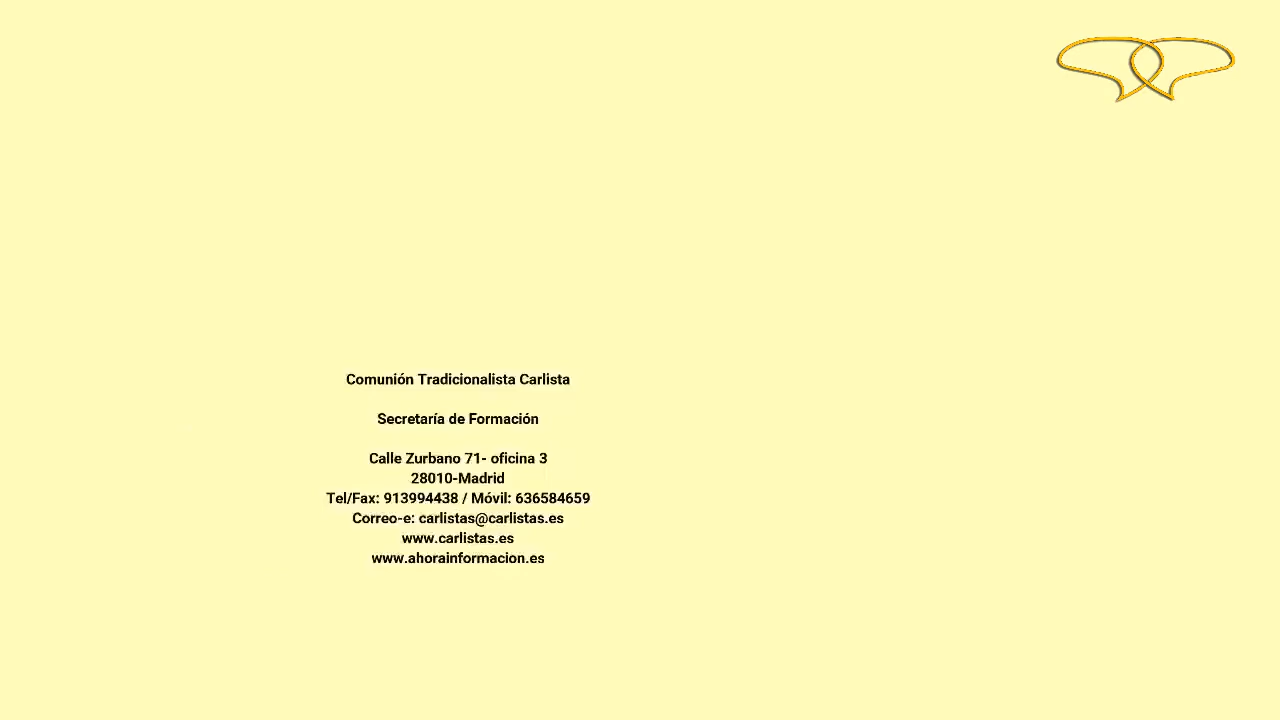 Comunión Tradicionalista Carlista
Secretaría de Formación
Calle Zurbano 71- oficina 3
28010-Madrid
Tel/Fax: 913994438 / Móvil: 636584659
Correo-e: carlistas@carlistas.es
www.carlistas.es
www.ahorainformacion.es